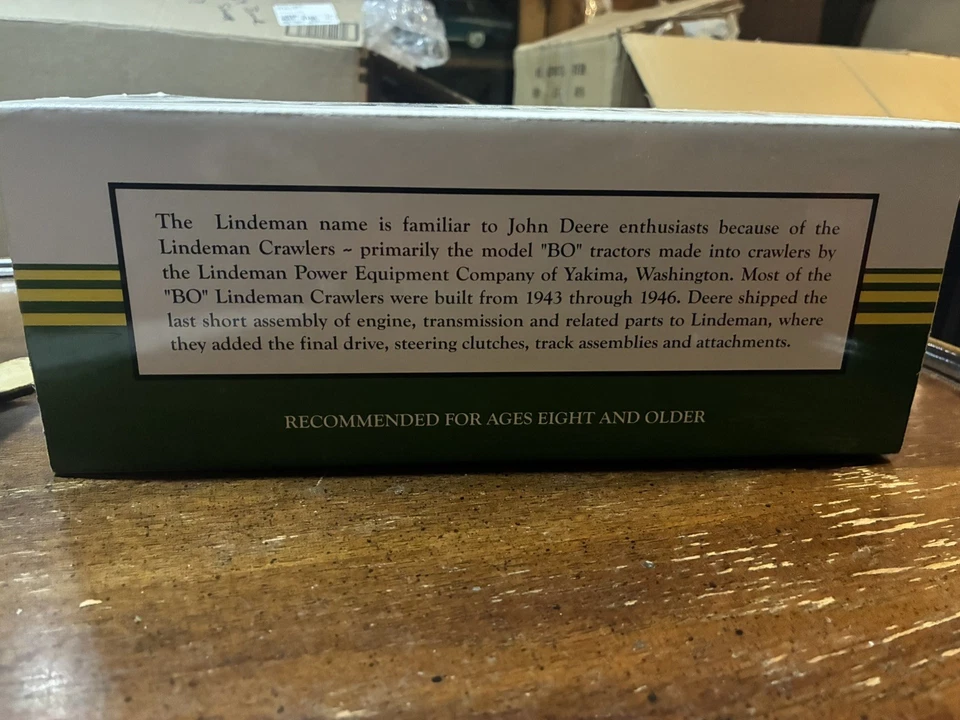 The Lindeman name is familiar to John Deere enthusiasts because of the
Lindeman Crawlers ~ primarily the model "BO" tractors made into crawlers by
the Lindeman Power Equipment Company of Yakima, Washington. Most of the
"BO" Lindeman Crawlers were built from 1943 through 1946. Deere shipped the
last short assembly of engine, transmission and related parts to Lindeman, where
they added the final drive, steering clutches, track assemblies and attachments.
RECOMMENDED FOR AGES EIGHT AND OLDER